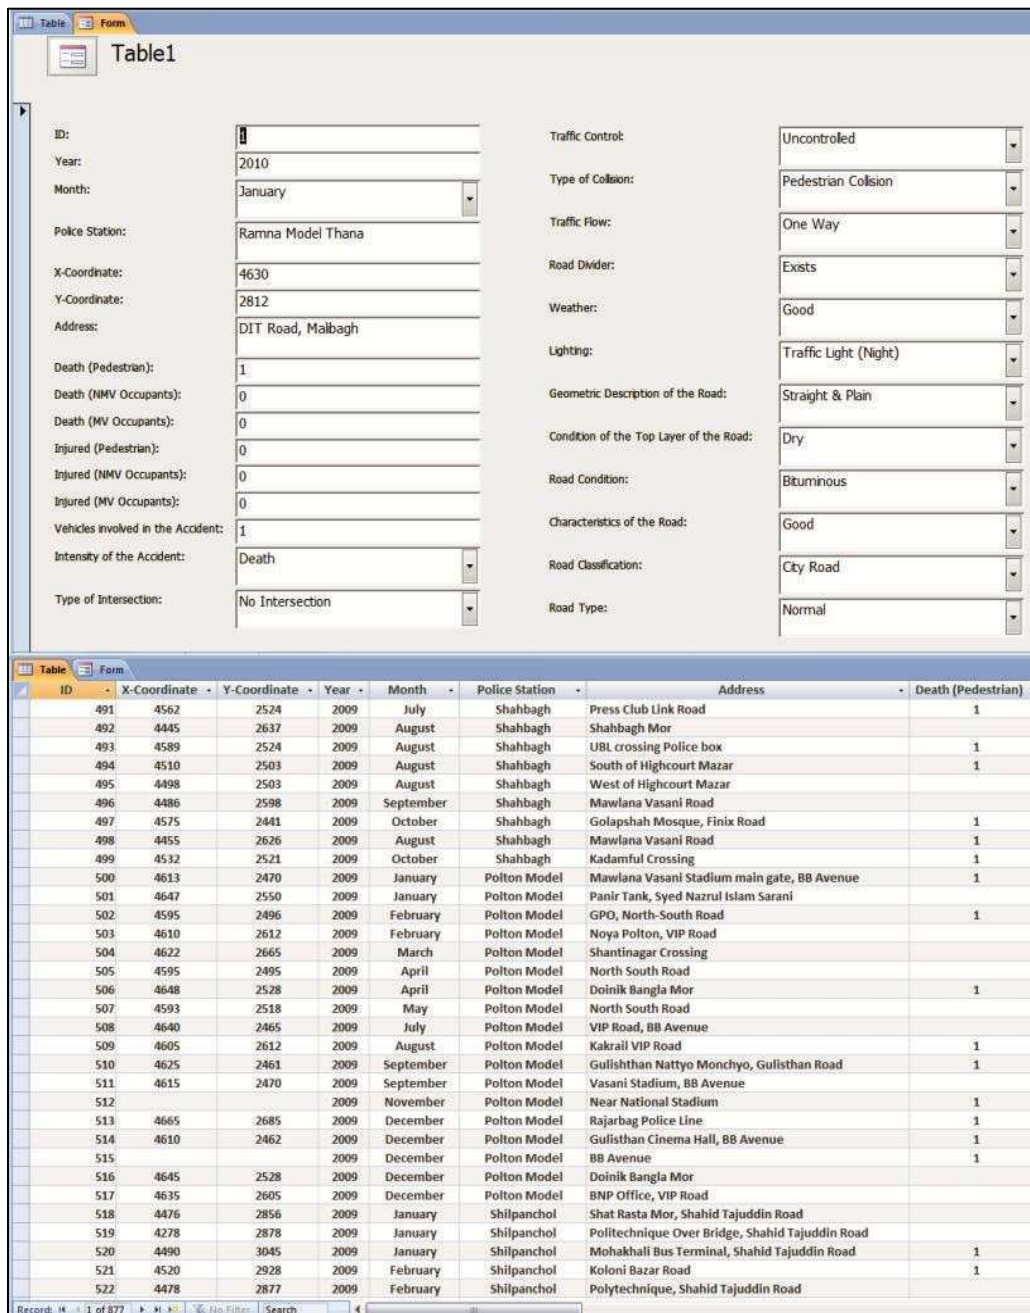 Table Form
Table1
ID: 1
Year: 2010
Month: January
Police Station: Ramna Model Thana
X-Coordinate: 4630
Y-Coordinate: 2812
Address: DIT Road, Malibagh
Death (Pedestrian): 1
Death (NMV Occupants): 0
Death (MV Occupants): 0
Injured (Pedestrian): 0
Injured (NMV Occupants): 0
Injured (MV Occupants): 0
Vehicles involved in the Accident: 1
Intensity of the Accident: Death
Type of Intersection: No Intersection
Traffic Control: Uncontrolled
Type of Collision: Pedestrian Collision
Traffic Flow: One Way
Road Divider: Exists
Weather: Good
Lighting: Traffic Light (Night)
Geometric Description of the Road: Straight & Plain
Condition of the Top Layer of the Road: Dry
Road Condition: Bituminous
Characteristics of the Road: Good
Road Classification: City Road
Road Type: Normal
Table Form
ID X-Coordinate Y-Coordinate Year Month Police Station Address Death (Pedestrian)
491 4562 2524 2009 July Shahbagh Press Club Link Road 1
492 4445 2637 2009 August Shahbagh Shahbagh Mor
493 4589 2524 2009 August Shahbagh UBL crossing Police box 1
494 4510 2503 2009 August Shahbagh South of Highcourt Mazar 1
495 4498 2503 2009 August Shahbagh West of Highcourt Mazar
496 4486 2598 2009 September Shahbagh Mawlana Vasani Road
497 4575 2441 2009 October Shahbagh Golapshah Mosque, Finix Road 1
498 4455 2626 2009 August Shahbagh Mawlana Vasani Road 1
499 4532 2521 2009 October Shahbagh Kadamful Crossing 1
500 4613 2470 2009 January Polton Model Mawlana Vasani Stadium main gate, BB Avenue 1
501 4647 2550 2009 January Polton Model Panir Tank, Syed Nazrul Islam Sarani
502 4595 2496 2009 February Polton Model GPO, North-South Road 1
503 4610 2612 2009 February Polton Model Noya Polton, VIP Road
504 4622 2665 2009 March Polton Model Shantinagar Crossing
505 4595 2495 2009 April Polton Model North South Road
506 4648 2528 2009 April Polton Model Doinik Bangla Mor 1
507 4593 2518 2009 May Polton Model North South Road
508 4640 2465 2009 July Polton Model VIP Road, BB Avenue
509 4605 2612 2009 August Polton Model Kakrail VIP Road 1
510 4625 2461 2009 September Polton Model Gulishthan Nattyo Monchyo, Gulisthan Road 1
511 4615 2470 2009 September Polton Model Vasani Stadium, BB Avenue
512 2009 November Polton Model Near National Stadium 1
513 4665 2685 2009 December Polton Model Rajarbag Police Line 1
514 4610 2462 2009 December Polton Model Gulisthan Cinema Hall, BB Avenue 1
515 2009 December Polton Model BB Avenue 1
516 4645 2528 2009 December Polton Model Doinik Bangla Mor
517 4635 2605 2009 December Polton Model BNP Office, VIP Road
518 4476 2856 2009 January Shilpanchol Shat Rasta Mor, Shahid Tajuddin Road
519 4278 2878 2009 January Shilpanchol Politechnique Over Bridge, Shahid Tajuddin Road
520 4490 3045 2009 January Shilpanchol Mohakhali Bus Terminal, Shahid Tajuddin Road 1
521 4520 2928 2009 February Shilpanchol Koloni Bazar Road 1
522 4478 2877 2009 February Shilpanchol Polytechnique, Shahid Tajuddin Road
Record: 1 of 877 No Filter Search